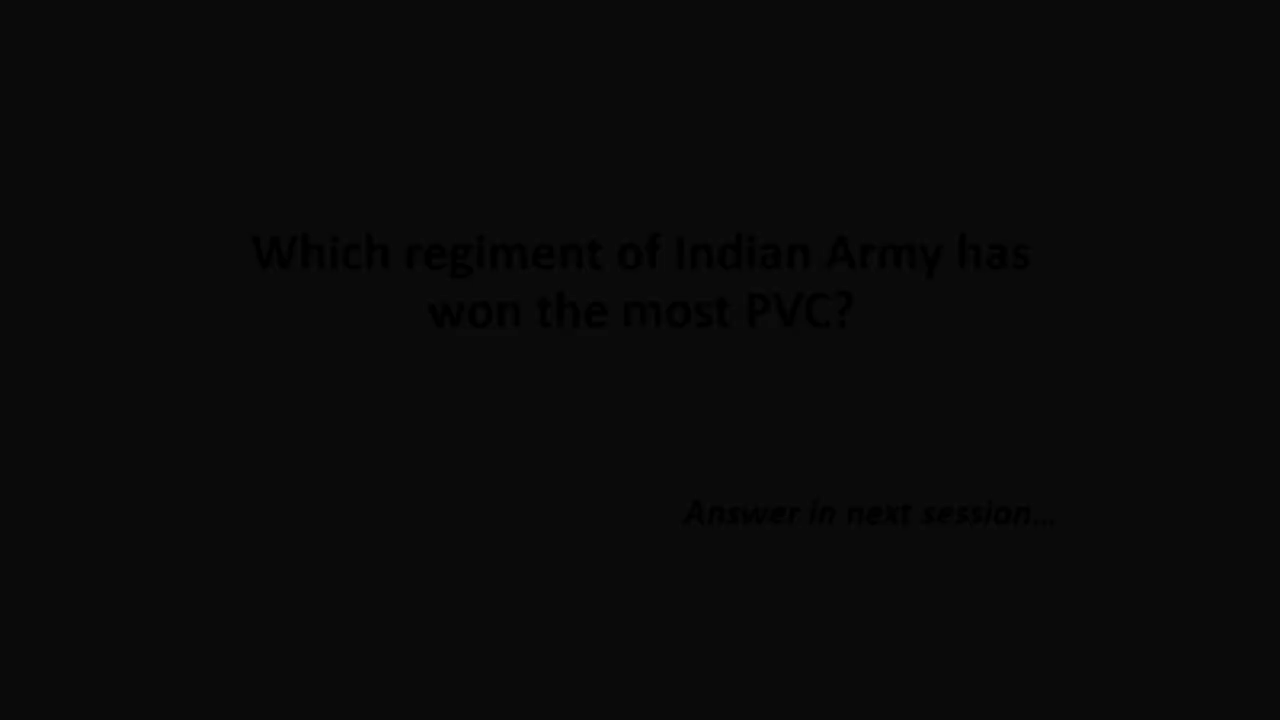 Which regiment of Indian Army has
won the most PVC?
Answer in next session...